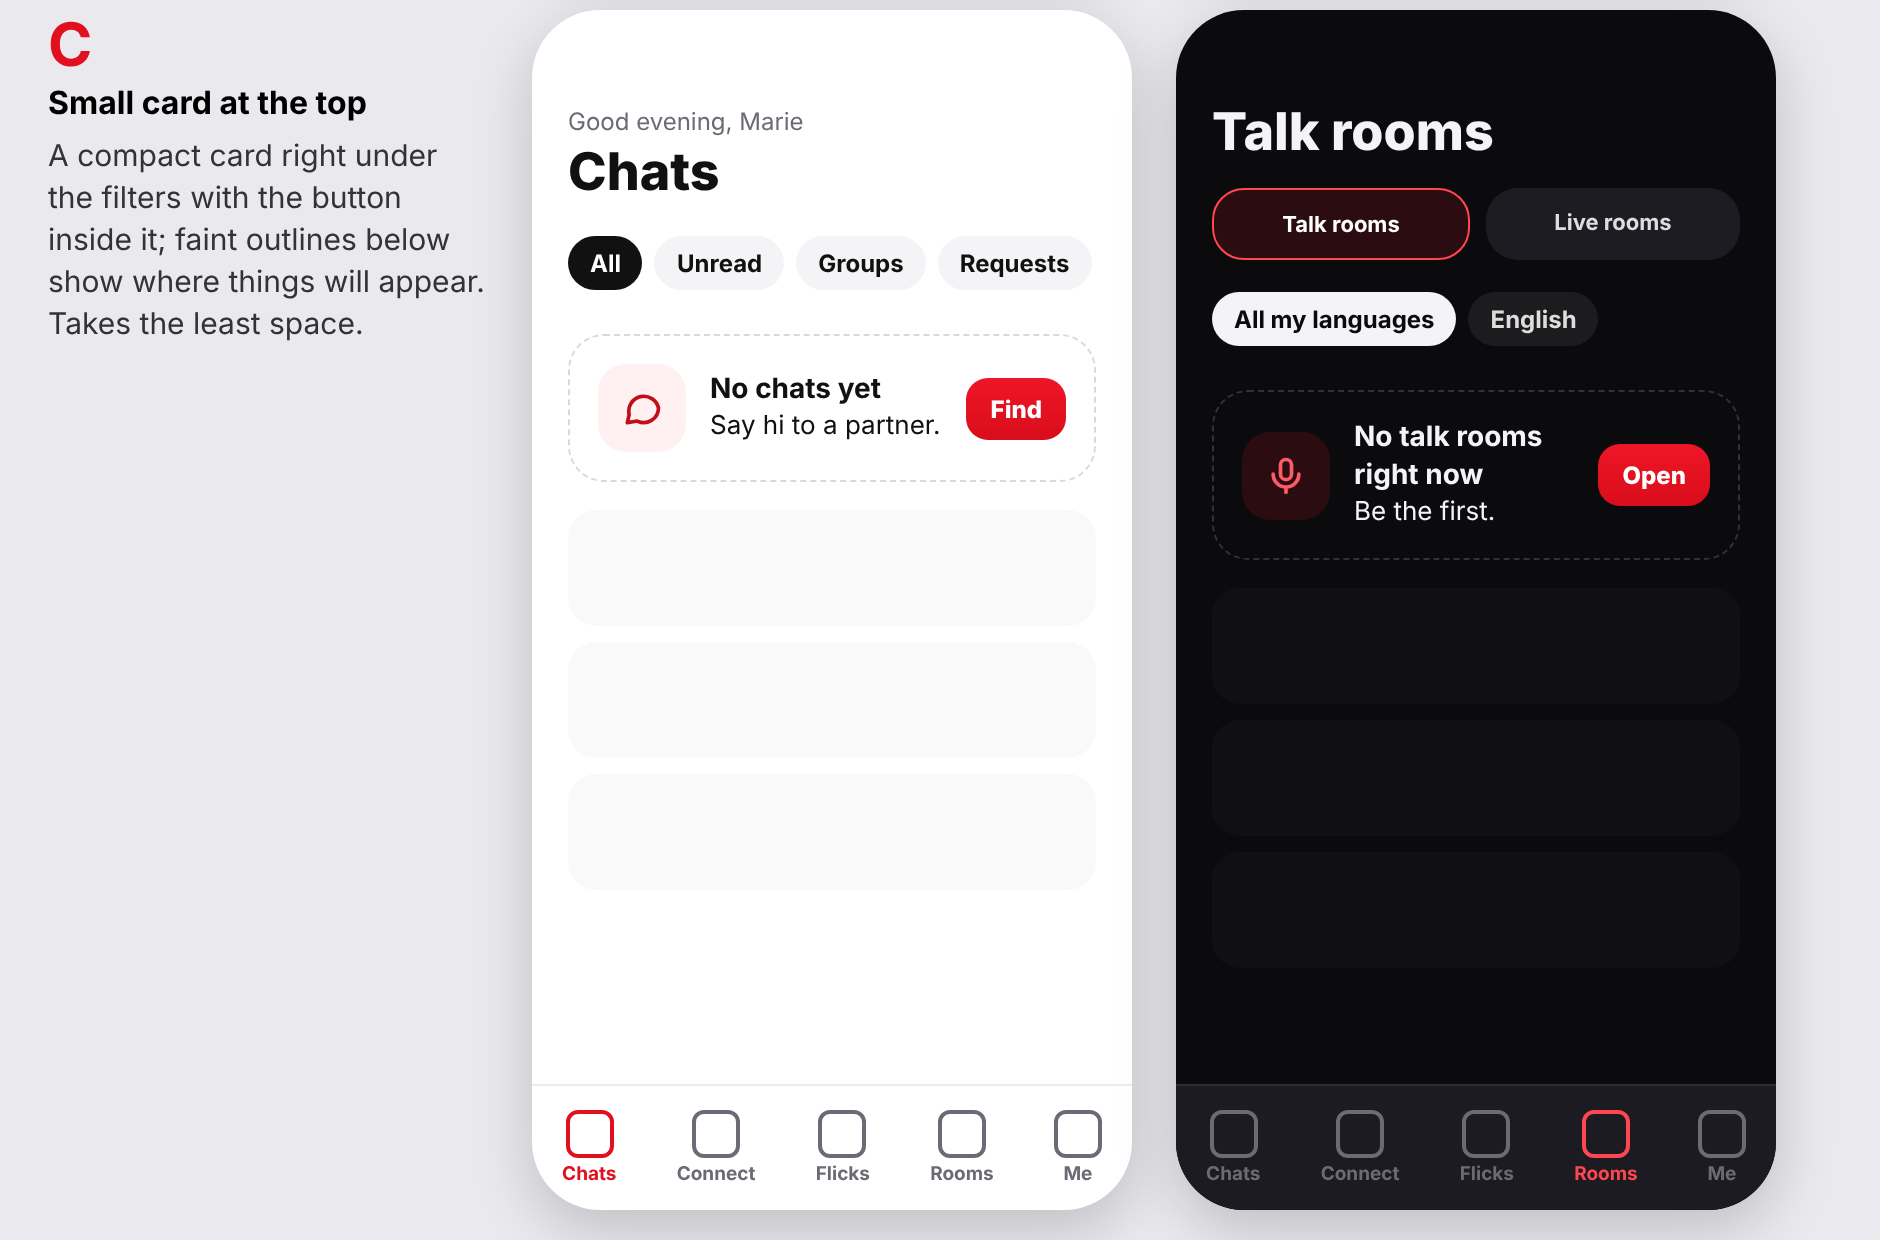 C
Small card at the top
A compact card right under
the filters with the button
inside it; faint outlines below
show where things will appear.
Takes the least space.
Good evening, Marie
Chats
All
Unread
Groups
Requests
No chats yet
Say hi to a partner.
Find
Chats
Connect
Flicks
Rooms
Me
Talk rooms
Talk rooms
Live rooms
All my languages
English
No talk rooms
right now
Be the first.
Open
Chats
Connect
Flicks
Rooms
Me